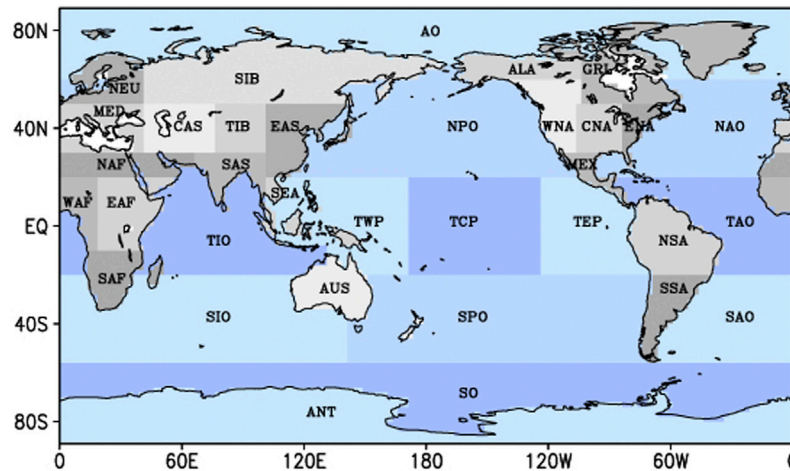 80N
AO
NEU
SIB
ALA
GRL
MED
40N
CAS
TIB
EAS
NPO
WNA
CNA
ENA
NAO
NAF
SAS
MEX
WAF
EAF
SEA
EQ
TIO
TWP
TCP
TEP
NSA
TAO
SAF
AUS
SSA
40S
SIO
SPO
SAO
SO
80S
ANT
0
60E
120E
180
120W
60W